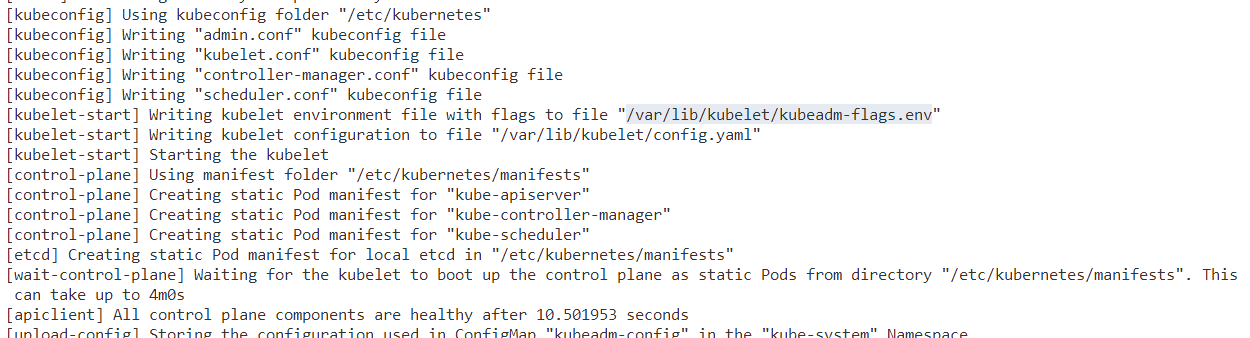 [kubeconfig] Using kubeconfig folder "/etc/kubernetes"
[kubeconfig] Writing "admin.conf" kubeconfig file
[kubeconfig] Writing "kubelet.conf" kubeconfig file
[kubeconfig] Writing "controller-manager.conf" kubeconfig file
[kubeconfig] Writing "scheduler.conf" kubeconfig file
[kubelet-start] Writing kubelet environment file with flags to file "/var/lib/kubelet/kubeadm-flags.env"
[kubelet-start] Writing kubelet configuration to file "/var/lib/kubelet/config.yaml"
[kubelet-start] Starting the kubelet
[control-plane] Using manifest folder "/etc/kubernetes/manifests"
[control-plane] Creating static Pod manifest for "kube-apiserver"
[control-plane] Creating static Pod manifest for "kube-controller-manager"
[control-plane] Creating static Pod manifest for "kube-scheduler"
[etcd] Creating static Pod manifest for local etcd in "/etc/kubernetes/manifests"
[wait-control-plane] Waiting for the kubelet to boot up the control plane as static Pods from directory "/etc/kubernetes/manifests". This
can take up to 4m0s
[apiclient] All control plane components are healthy after 10.501953 seconds
[upload-config] Storing the configuration used in ConfigMap "kubeadm-config" in the "kube-system" Namespace